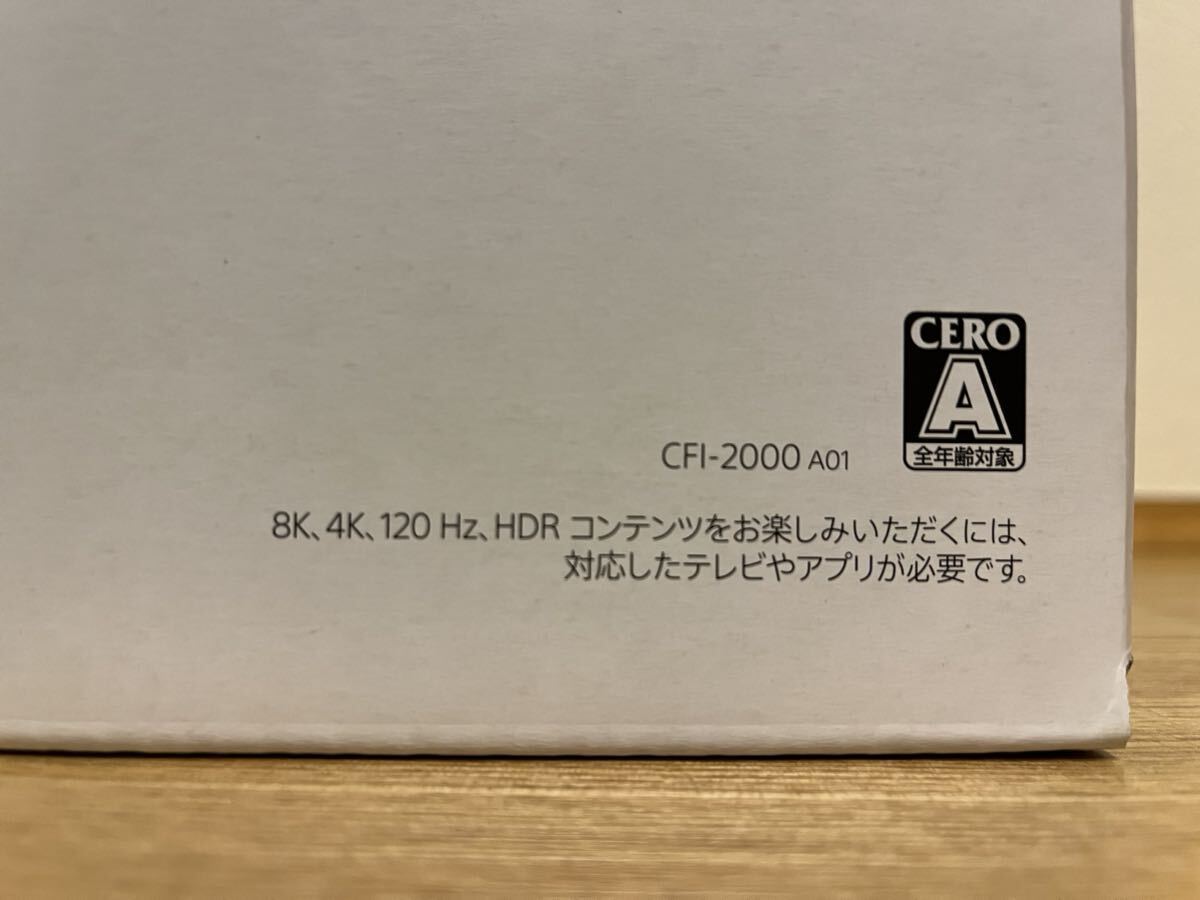 CERO
A
全年齢対象
CFI-2000 A01
8K、4K、120 Hz、HDR コンテンツをお楽しみいただくには、
対応したテレビやアプリが必要です。